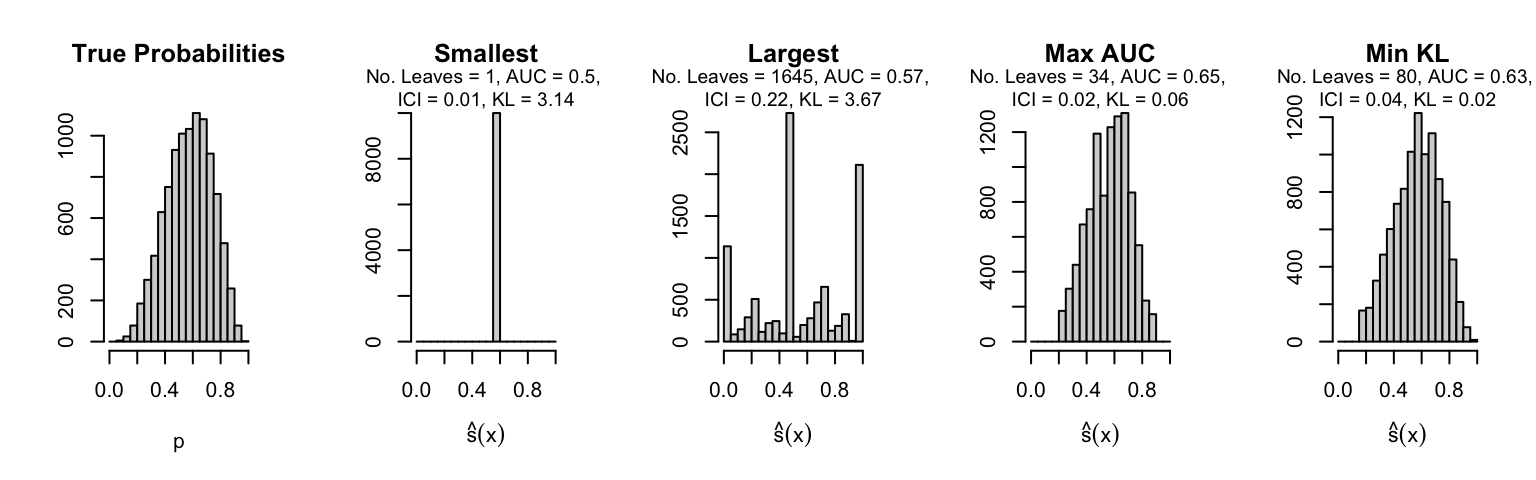 True Probabilities
0 200 600 1000
0.0 0.4 0.8
p
Smallest
No. Leaves = 1, AUC = 0.5,
ICI = 0.01, KL = 3.14
0 4000 8000
0.0 0.4 0.8
ŝ(x)
Largest
No. Leaves = 1645, AUC = 0.57,
ICI = 0.22, KL = 3.67
0 500 1500 2500
0.0 0.4 0.8
ŝ(x)
Max AUC
No. Leaves = 34, AUC = 0.65,
ICI = 0.02, KL = 0.06
0 400 800 1200
0.0 0.4 0.8
ŝ(x)
Min KL
No. Leaves = 80, AUC = 0.63,
ICI = 0.04, KL = 0.02
0 400 800 1200
0.0 0.4 0.8
ŝ(x)